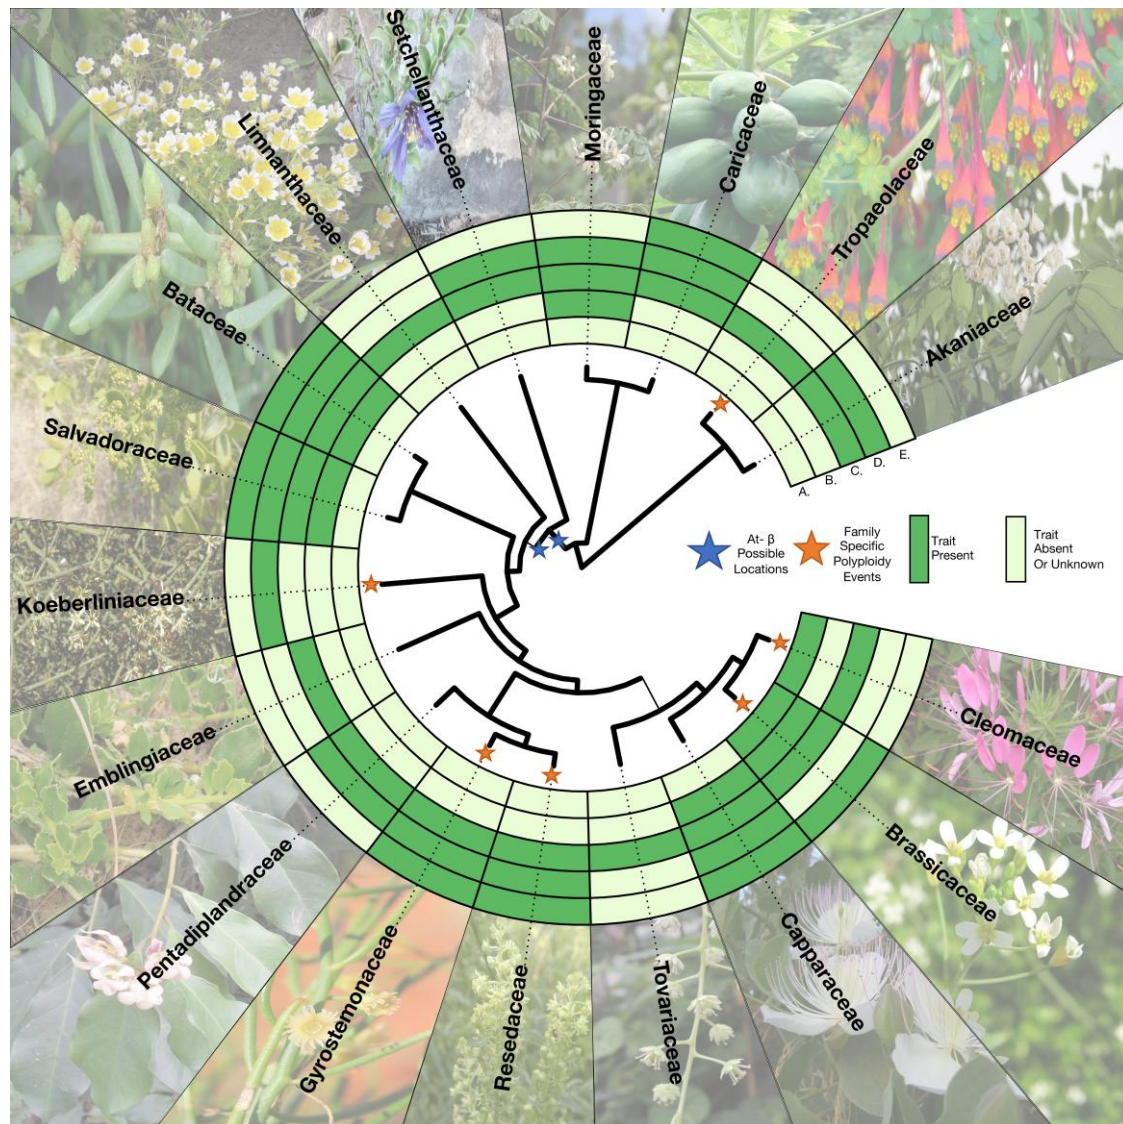 Setchellanthaceae
Moringaceae
Caricaceae
Tropaeolaceae
Akaniaceae
Limnanthaceae
Bataceae
Salvadoraceae
Koeberliniaceae
Emblingiaceae
Pentadiplandraceae
Gyrostemonaceae
Resedaceae
Tovariaceae
Capparaceae
Brassicaceae
Cleomaceae
A.
B.
C.
D.
E.
At- β
Possible
Locations
Family
Specific
Polyploidy
Events
Trait
Present
Trait
Absent
Or Unknown